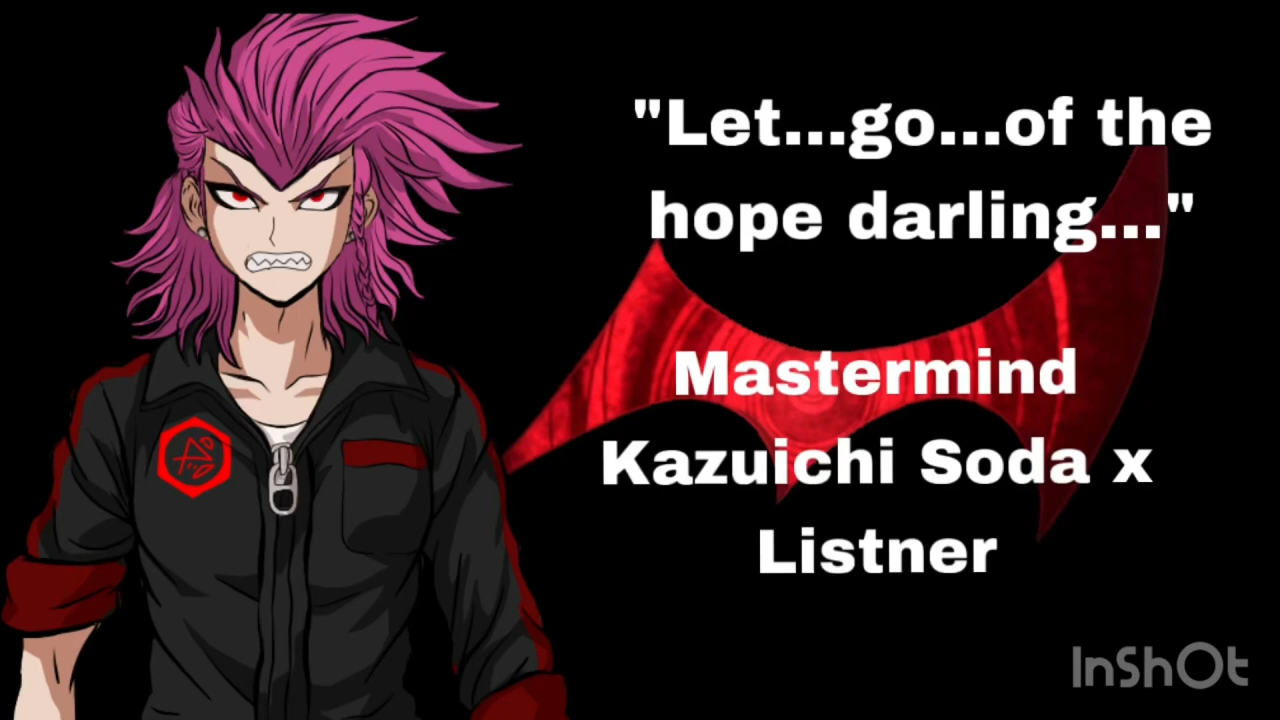 "Let...go...of the
hope darling..."
Mastermind
Kazuichi Soda x
Listner
InShOt